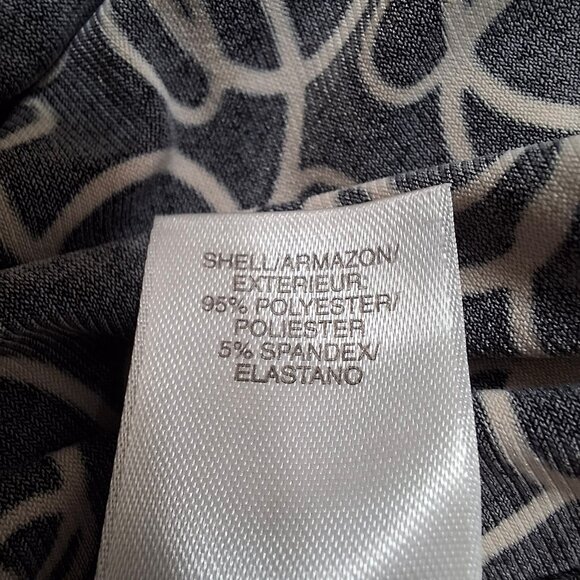 SHELL/ARMAZON/
EXTERIEUR:
95% POLYESTER/
POLIESTER
5% SPANDEX/
ELASTANO